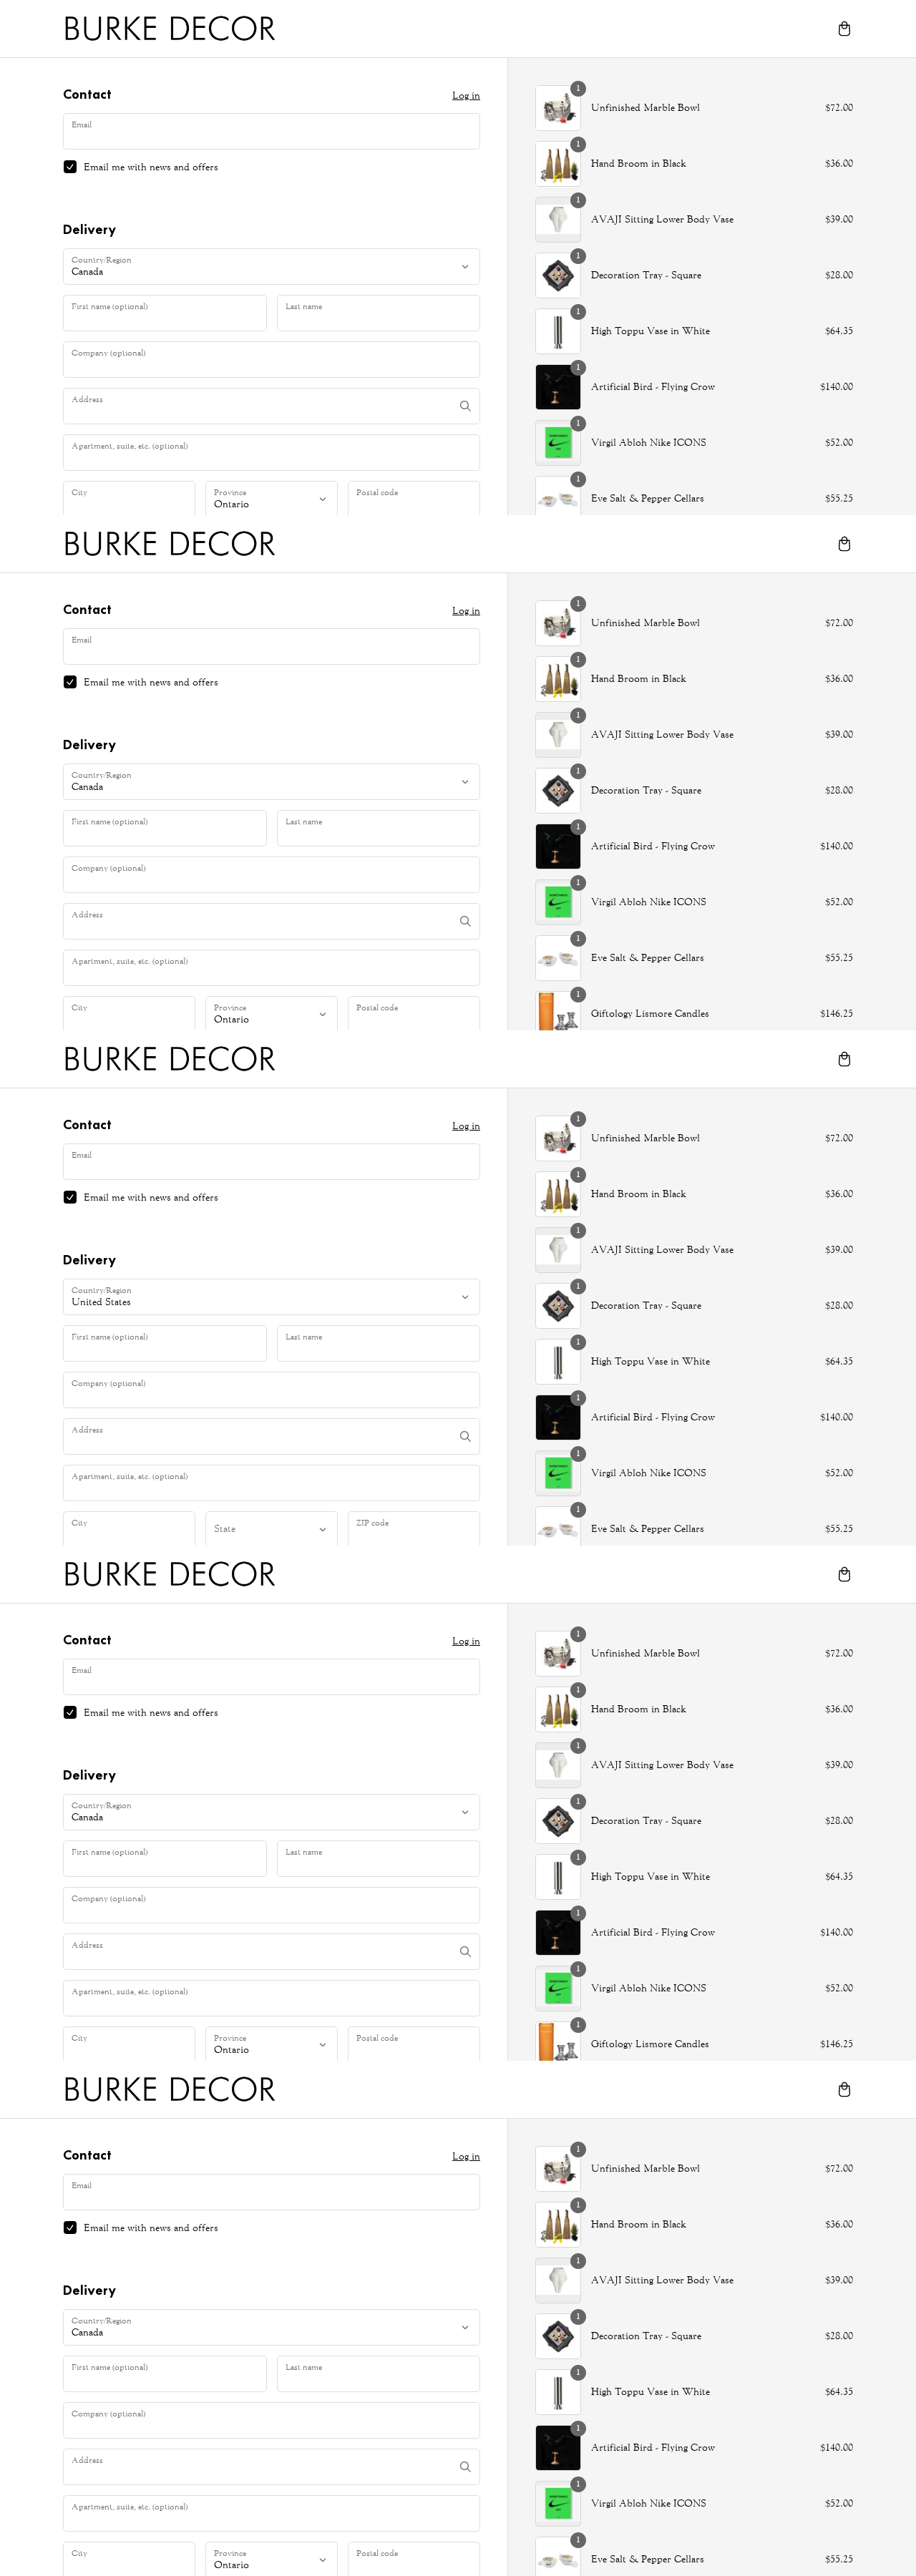 BURKE DECOR
Contact
Log in
Email
Email me with news and offers
Delivery
Country/Region
Canada
First name (optional)
Last name
Company (optional)
Address
Apartment, suite, etc. (optional)
City
Province
Ontario
Postal code
1
Unfinished Marble Bowl
$72.00
1
Hand Broom in Black
$36.00
1
AVAJI Sitting Lower Body Vase
$39.00
1
Decoration Tray - Square
$28.00
1
High Toppu Vase in White
$64.35
1
Artificial Bird - Flying Crow
$140.00
1
Virgil Abloh Nike ICONS
$52.00
1
Eve Salt & Pepper Cellars
$55.25
BURKE DECOR
Contact
Log in
Email
Email me with news and offers
Delivery
Country/Region
Canada
First name (optional)
Last name
Company (optional)
Address
Apartment, suite, etc. (optional)
City
Province
Ontario
Postal code
1
Unfinished Marble Bowl
$72.00
1
Hand Broom in Black
$36.00
1
AVAJI Sitting Lower Body Vase
$39.00
1
Decoration Tray - Square
$28.00
1
Artificial Bird - Flying Crow
$140.00
1
Virgil Abloh Nike ICONS
$52.00
1
Eve Salt & Pepper Cellars
$55.25
1
Giftology Lismore Candles
$146.25
BURKE DECOR
Contact
Log in
Email
Email me with news and offers
Delivery
Country/Region
United States
First name (optional)
Last name
Company (optional)
Address
Apartment, suite, etc. (optional)
City
State
ZIP code
1
Unfinished Marble Bowl
$72.00
1
Hand Broom in Black
$36.00
1
AVAJI Sitting Lower Body Vase
$39.00
1
Decoration Tray - Square
$28.00
1
High Toppu Vase in White
$64.35
1
Artificial Bird - Flying Crow
$140.00
1
Virgil Abloh Nike ICONS
$52.00
1
Eve Salt & Pepper Cellars
$55.25
BURKE DECOR
Contact
Log in
Email
Email me with news and offers
Delivery
Country/Region
Canada
First name (optional)
Last name
Company (optional)
Address
Apartment, suite, etc. (optional)
City
Province
Ontario
Postal code
1
Unfinished Marble Bowl
$72.00
1
Hand Broom in Black
$36.00
1
AVAJI Sitting Lower Body Vase
$39.00
1
Decoration Tray - Square
$28.00
1
High Toppu Vase in White
$64.35
1
Artificial Bird - Flying Crow
$140.00
1
Virgil Abloh Nike ICONS
$52.00
1
Giftology Lismore Candles
$146.25
BURKE DECOR
Contact
Log in
Email
Email me with news and offers
Delivery
Country/Region
Canada
First name (optional)
Last name
Company (optional)
Address
Apartment, suite, etc. (optional)
City
Province
Ontario
Postal code
1
Unfinished Marble Bowl
$72.00
1
Hand Broom in Black
$36.00
1
AVAJI Sitting Lower Body Vase
$39.00
1
Decoration Tray - Square
$28.00
1
High Toppu Vase in White
$64.35
1
Artificial Bird - Flying Crow
$140.00
1
Virgil Abloh Nike ICONS
$52.00
1
Eve Salt & Pepper Cellars
$55.25